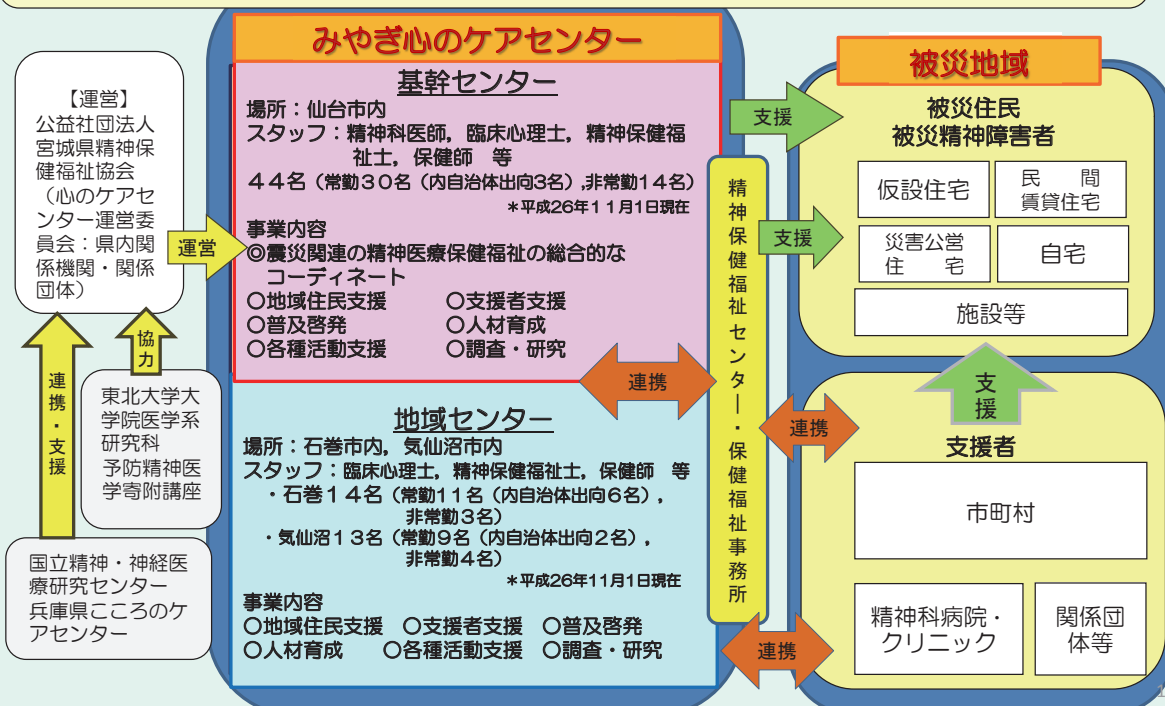 みやぎ心のケアセンター
基幹センター
場所：仙台市内
スタッフ：精神科医師，臨床心理士，精神保健福
祉士，保健師　等
４４名（常勤３０名（内自治体出向3名）,非常勤１４名）
＊平成26年１１月１日現在
事業内容
◎震災関連の精神医療保健福祉の総合的な
コーディネート
○地域住民支援　○支援者支援
○普及啓発　○人材育成
○各種活動支援　○調査・研究
地域センター
場所：石巻市内，気仙沼市内
スタッフ：臨床心理士，精神保健福祉士，保健師　等
・石巻１４名（常勤１１名（内自治体出向６名），
非常勤３名）
・気仙沼１３名（常勤９名（内自治体出向２名），
非常勤４名）
＊平成26年11月1日現在
事業内容
○地域住民支援　○支援者支援　○普及啓発
○人材育成　○各種活動支援　○調査・研究
【運営】
公益社団法人
宮城県精神保
健福祉協会
（心のケアセ
ンター運営委
員会：県内関
係機関・関係
団体）
運営
連携・支援
協力
東北大学大
学院医学系
研究科
予防精神医
学寄附講座
国立精神・神経医
療研究センター
兵庫県こころのケ
アセンター
精神保健福祉センター・保健福祉事務所
支援
支援
連携
連携
連携
被災地域
被災住民
被災精神障害者
仮設住宅
民　間
賃貸住宅
災害公営
住　宅
自宅
施設等
支援
支援者
市町村
精神科病院・
クリニック
関係団
体等
1